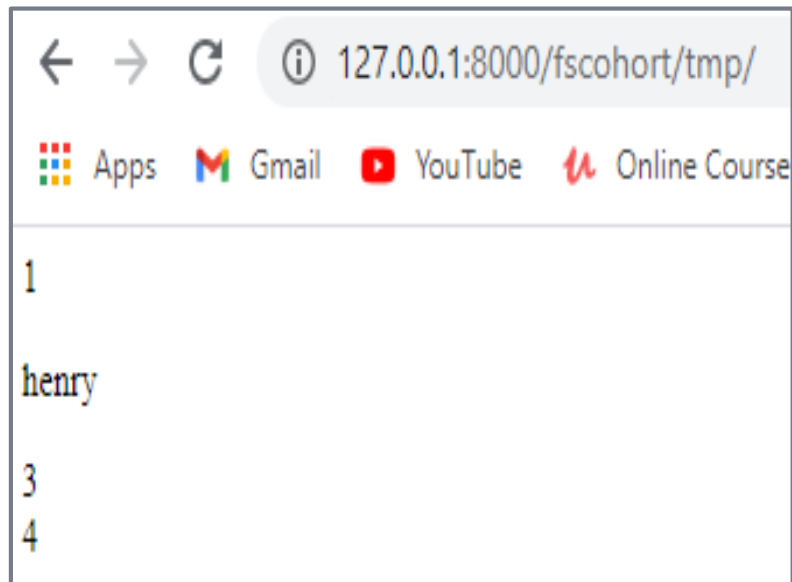 127.0.0.1:8000/fscohort/tmp/
Apps Gmail YouTube Online Course
1
henry
3
4